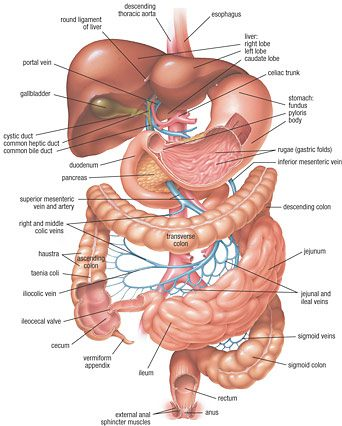 descending
thoracic aorta
esophagus
round ligament
of liver
liver:
right lobe
left lobe
caudate lobe
portal vein
celiac trunk
gallbladder
stomach:
fundus
pyloris
body
cystic duct
common heptic duct
common bile duct
rugae (gastric folds)
inferior mesenteric vein
duodenum
pancreas
superior mesenteric
vein and artery
descending colon
right and middle
colic veins
transverse
colon
haustra
ascending
colon
jejunum
taenia coli
iliocolic vein
jejunal and
ileal veins
ileocecal valve
sigmoid veins
cecum
vermiform
appendix
ileum
sigmoid colon
rectum
external anal
sphincter muscles
anus